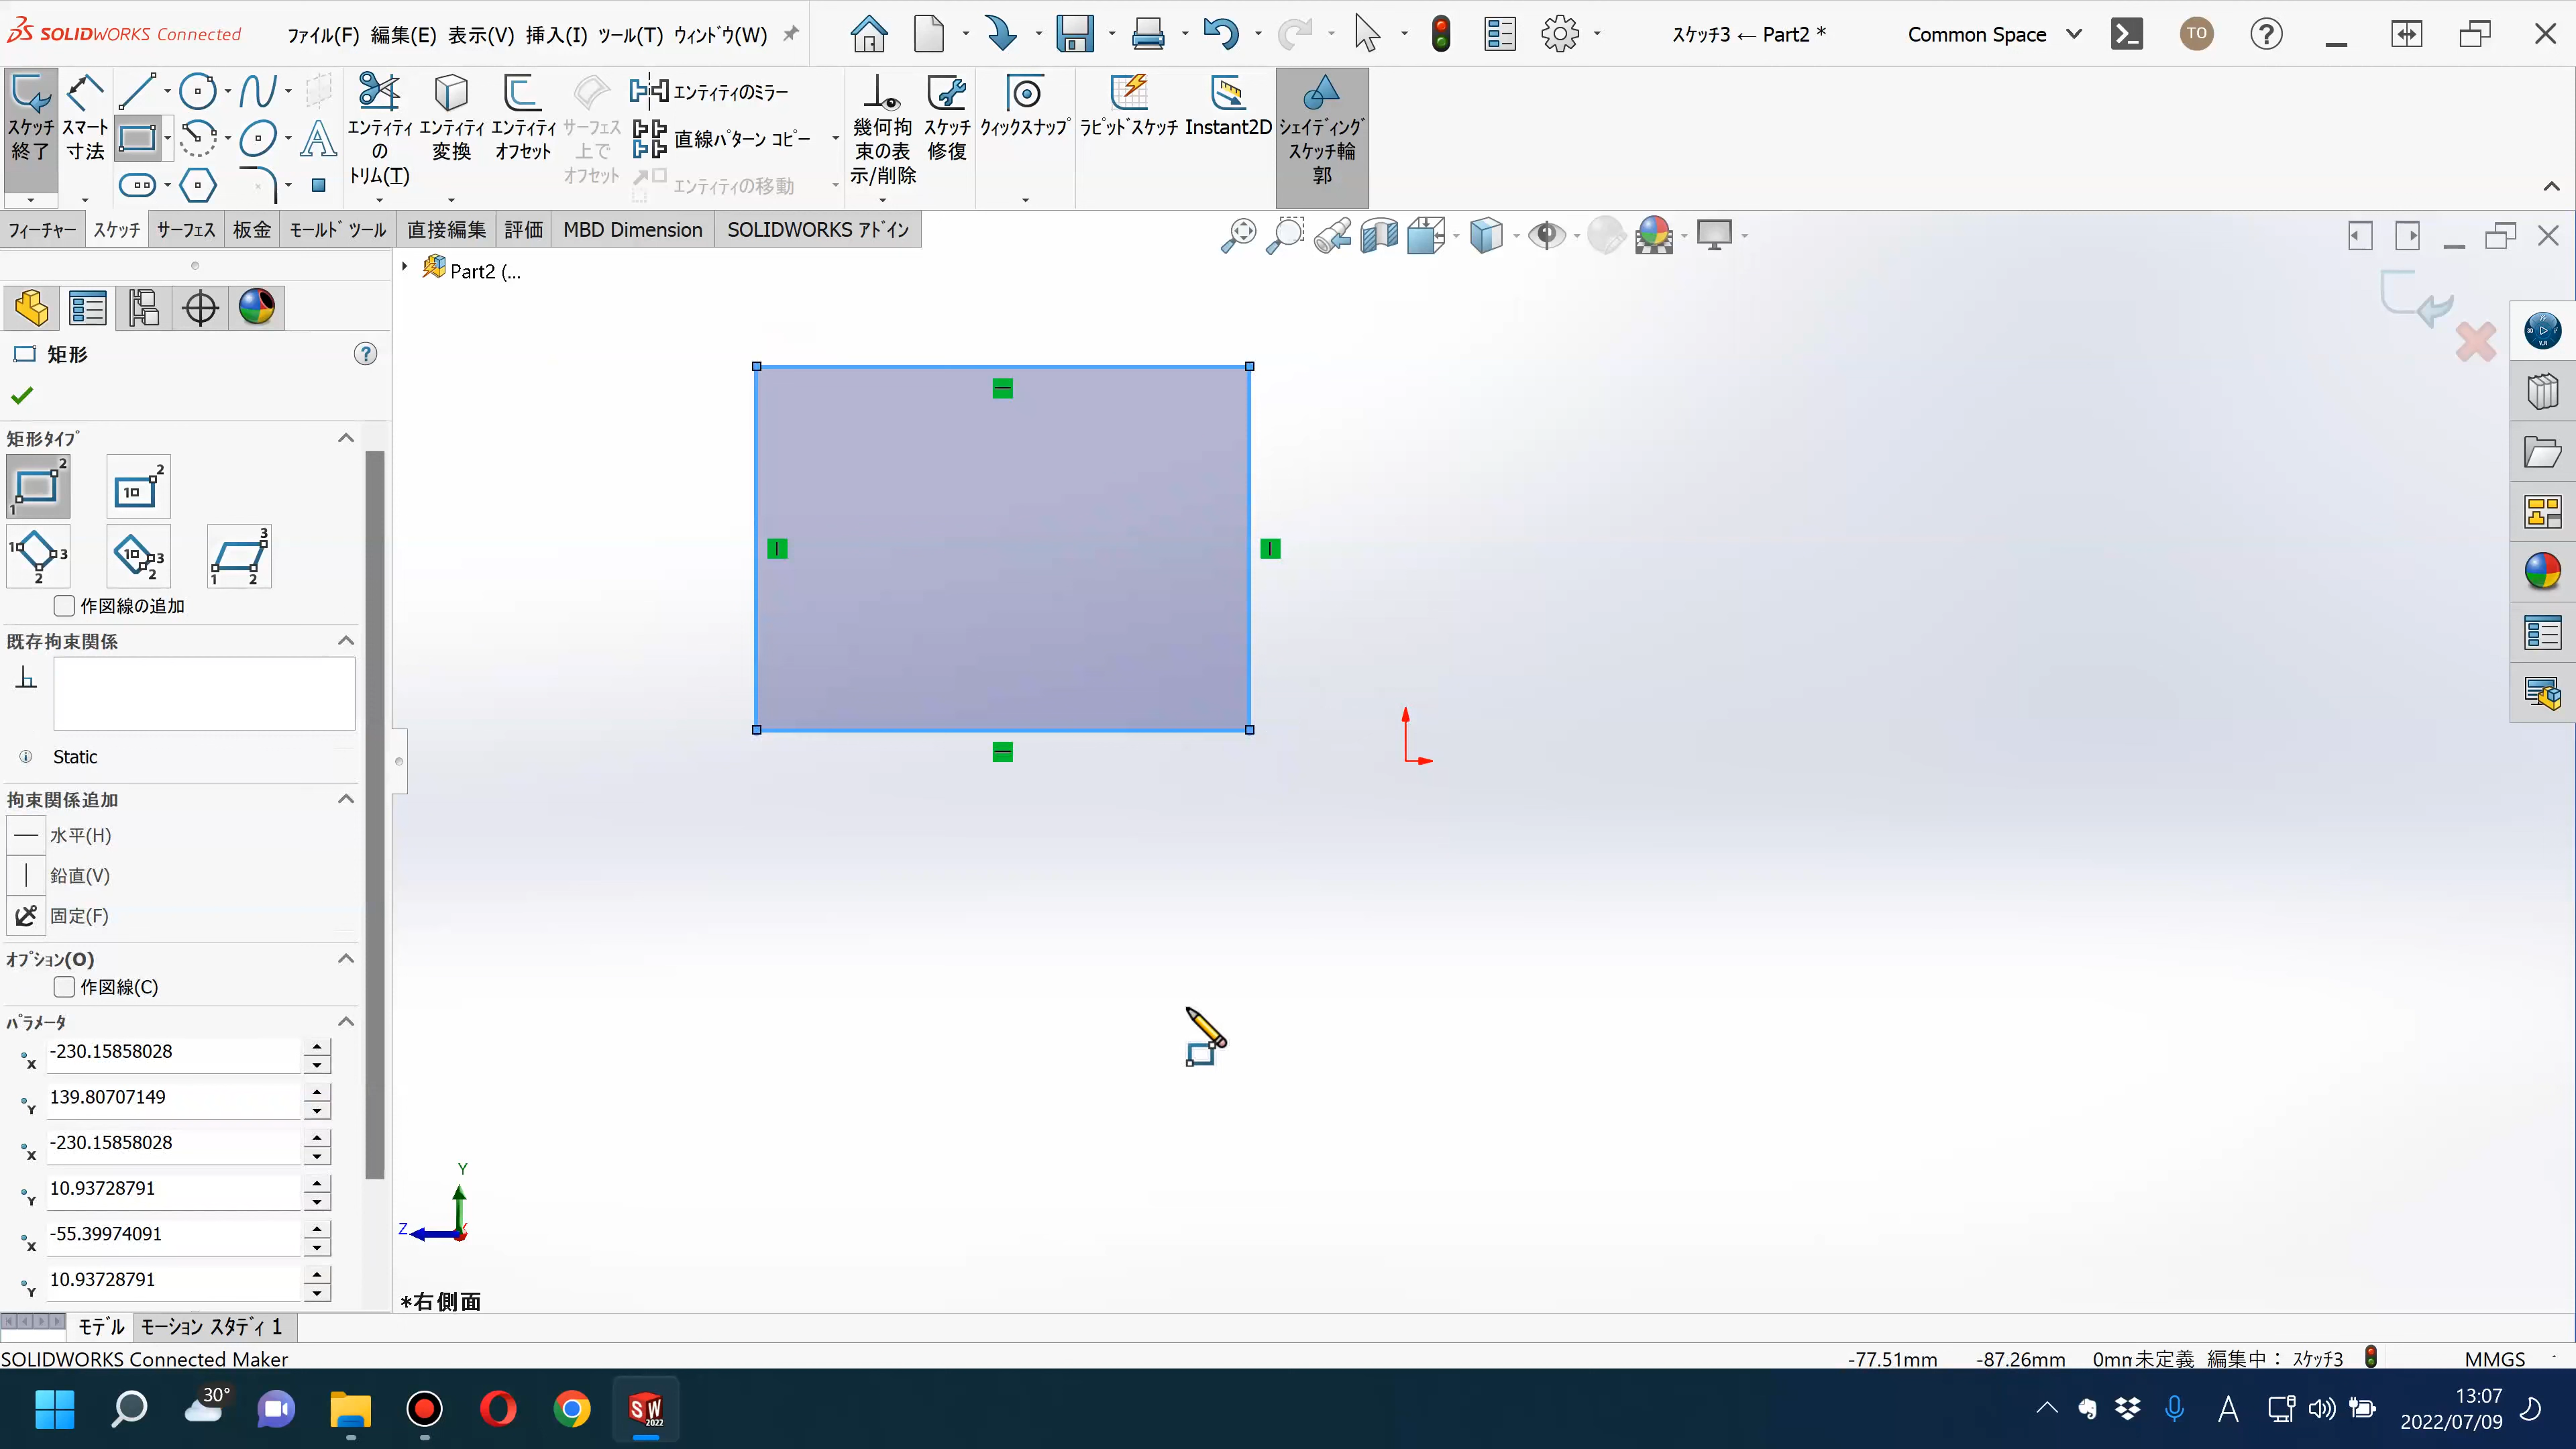 SOLIDWORKS Connected
ファイル(F) 編集(E) 表示(V) 挿入(I) ツール(T) ウィンドウ(W)
スケッチ3 ← Part2 *
Common Space
TO
スケッチ
終了
スマート
寸法
エンティティ
の
トリム(T)
エンティティ
変換
エンティティ
オフセット
サーフェス
上で
オフセット
エンティティのミラー
直線パターン コピー
エンティティの移動
幾何拘
束の表
示/削除
スケッチ
修復
クイックスナップ
ラピッドスケッチ
Instant2D
シェイディング
スケッチ輪
郭
フィーチャー
スケッチ
サーフェス
板金
モールド ツール
直接編集
評価
MBD Dimension
SOLIDWORKS アドイン
Part2 (...
矩形
矩形タイプ
作図線の追加
既存拘束関係
Static
拘束関係追加
水平(H)
鉛直(V)
固定(F)
オプション(O)
作図線(C)
パラメータ
-230.15858028
139.80707149
-230.15858028
10.93728791
-55.39974091
10.93728791
Y
Z
*右側面
モデル
モーション スタディ 1
SOLIDWORKS Connected Maker
-77.51mm
-87.26mm
0mm
未定義
編集中： スケッチ3
MMGS
30°
SW
2022
A
13:07
2022/07/09